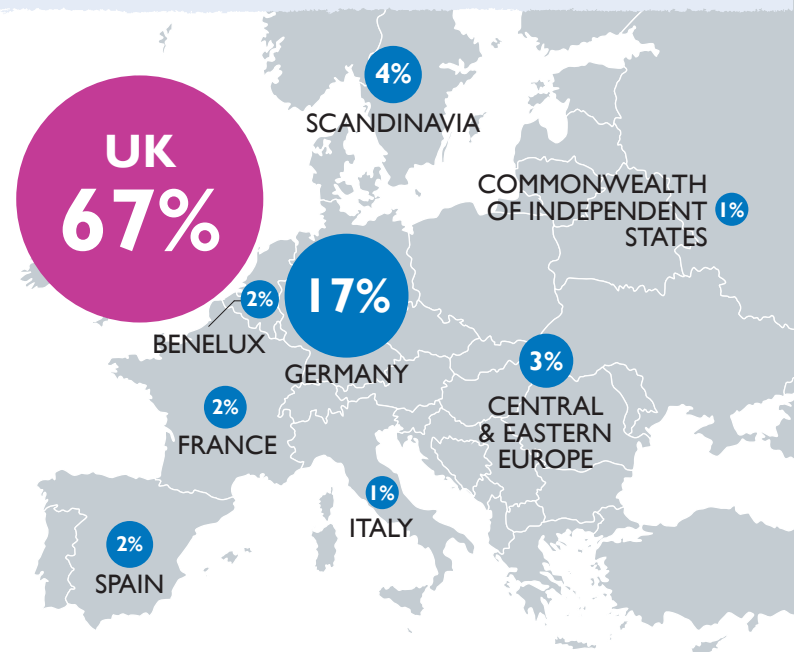 4%
SCANDINAVIA
UK
67%
COMMONWEALTH
OF INDEPENDENT
STATES
1%
2%
BENELUX
17%
GERMANY
3%
CENTRAL
& EASTERN
EUROPE
2%
FRANCE
1%
ITALY
2%
SPAIN